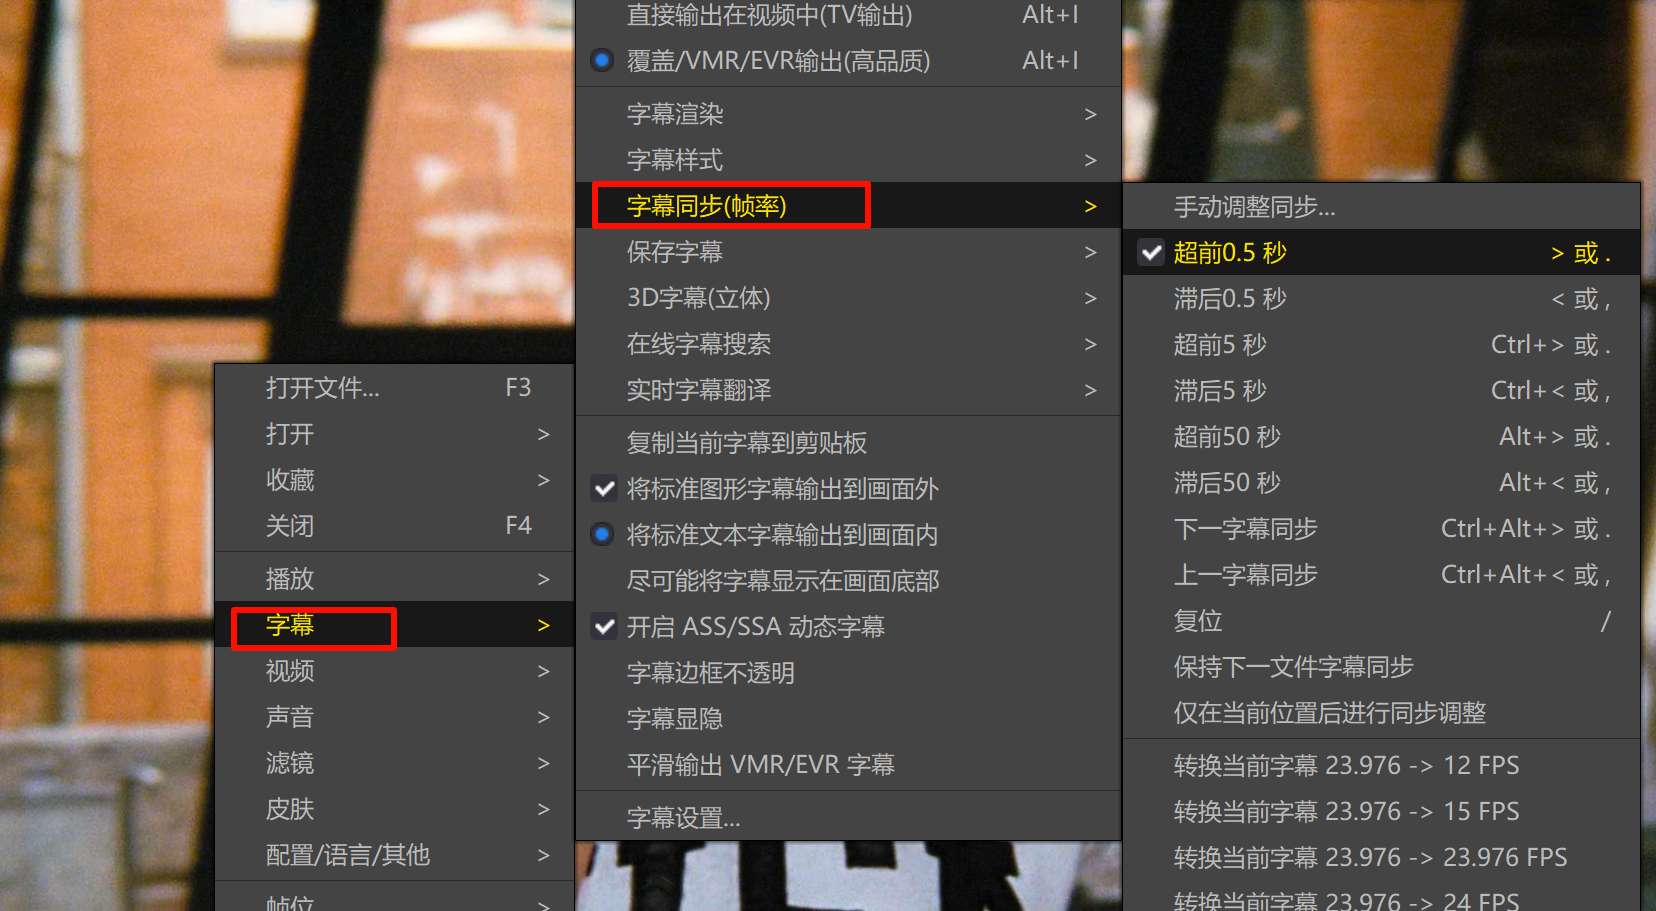 直接输出在视频中(TV输出) Alt+I
覆盖/VMR/EVR输出(高品质) Alt+I
字幕渲染 >
字幕样式 >
字幕同步(帧率) >
保存字幕 >
3D字幕(立体) >
在线字幕搜索 >
实时字幕翻译 >
复制当前字幕到剪贴板
将标准图形字幕输出到画面外
将标准文本字幕输出到画面内
尽可能将字幕显示在画面底部
开启 ASS/SSA 动态字幕
字幕边框不透明
字幕显隐
平滑输出 VMR/EVR 字幕
字幕设置...
打开文件... F3
打开 >
收藏 >
关闭 F4
播放 >
字幕 >
视频 >
声音 >
滤镜 >
皮肤 >
配置/语言/其他 >
帧位 >
手动调整同步...
超前0.5 秒 > 或 .
滞后0.5 秒 < 或 ,
超前5 秒 Ctrl+> 或 .
滞后5 秒 Ctrl+< 或 ,
超前50 秒 Alt+> 或 .
滞后50 秒 Alt+< 或 ,
下一字幕同步 Ctrl+Alt+> 或 .
上一字幕同步 Ctrl+Alt+< 或 ,
复位 /
保持下一文件字幕同步
仅在当前位置后进行同步调整
转换当前字幕 23.976 -> 12 FPS
转换当前字幕 23.976 -> 15 FPS
转换当前字幕 23.976 -> 23.976 FPS
转换当前字幕 23.976 -> 24 FPS